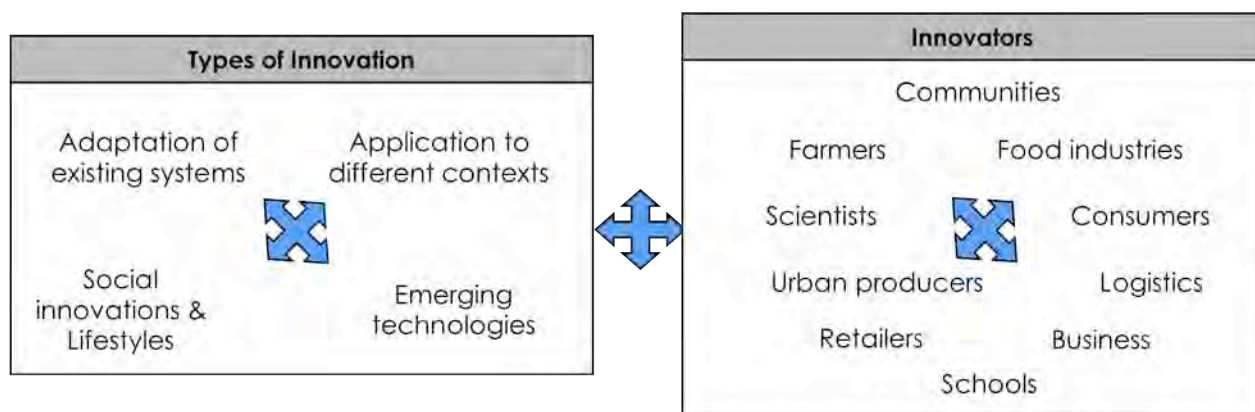 Types of Innovation
Adaptation of
existing systems
Application to
different contexts
Social
innovations &
Lifestyles
Emerging
technologies
Innovators
Communities
Farmers
Food industries
Scientists
Consumers
Urban producers
Logistics
Retailers
Business
Schools